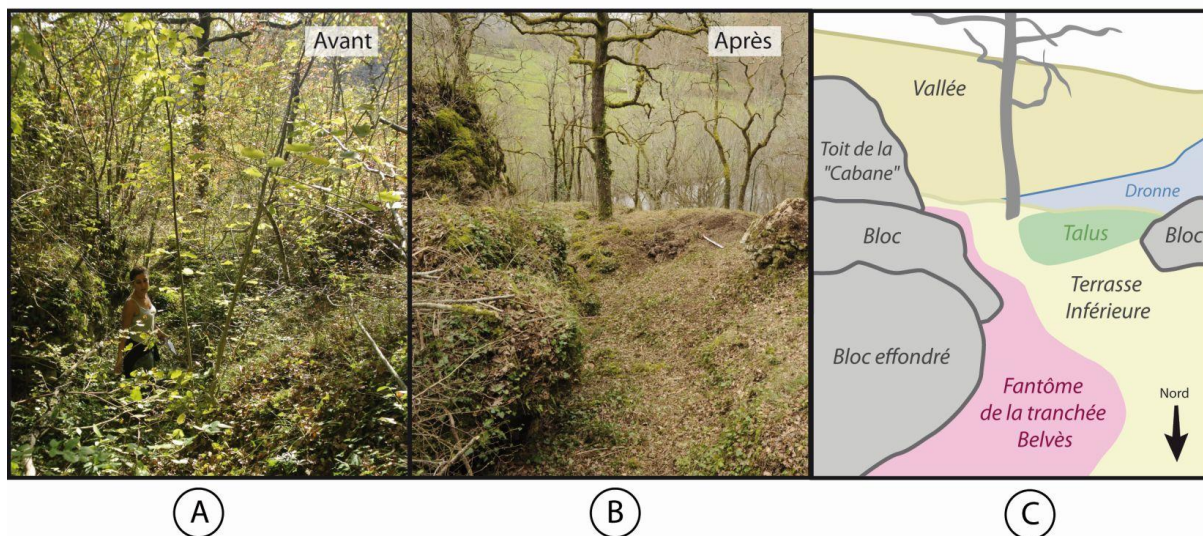 Avant
Après
Vallée
Toit de la
"Cabane"
Dronne
Bloc
Talus
Bloc
Terrasse
Inférieure
Bloc effondré
Fantôme
de la tranchée
Belvès
Nord
A
B
C